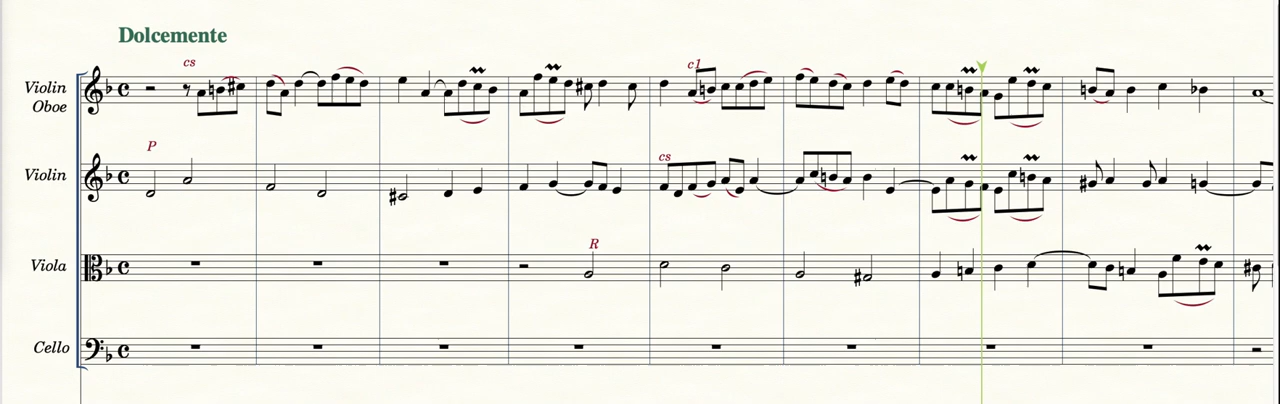 Dolcemente
cs
c1
Violin
Oboe
P
cs
Violin
R
Viola
Cello